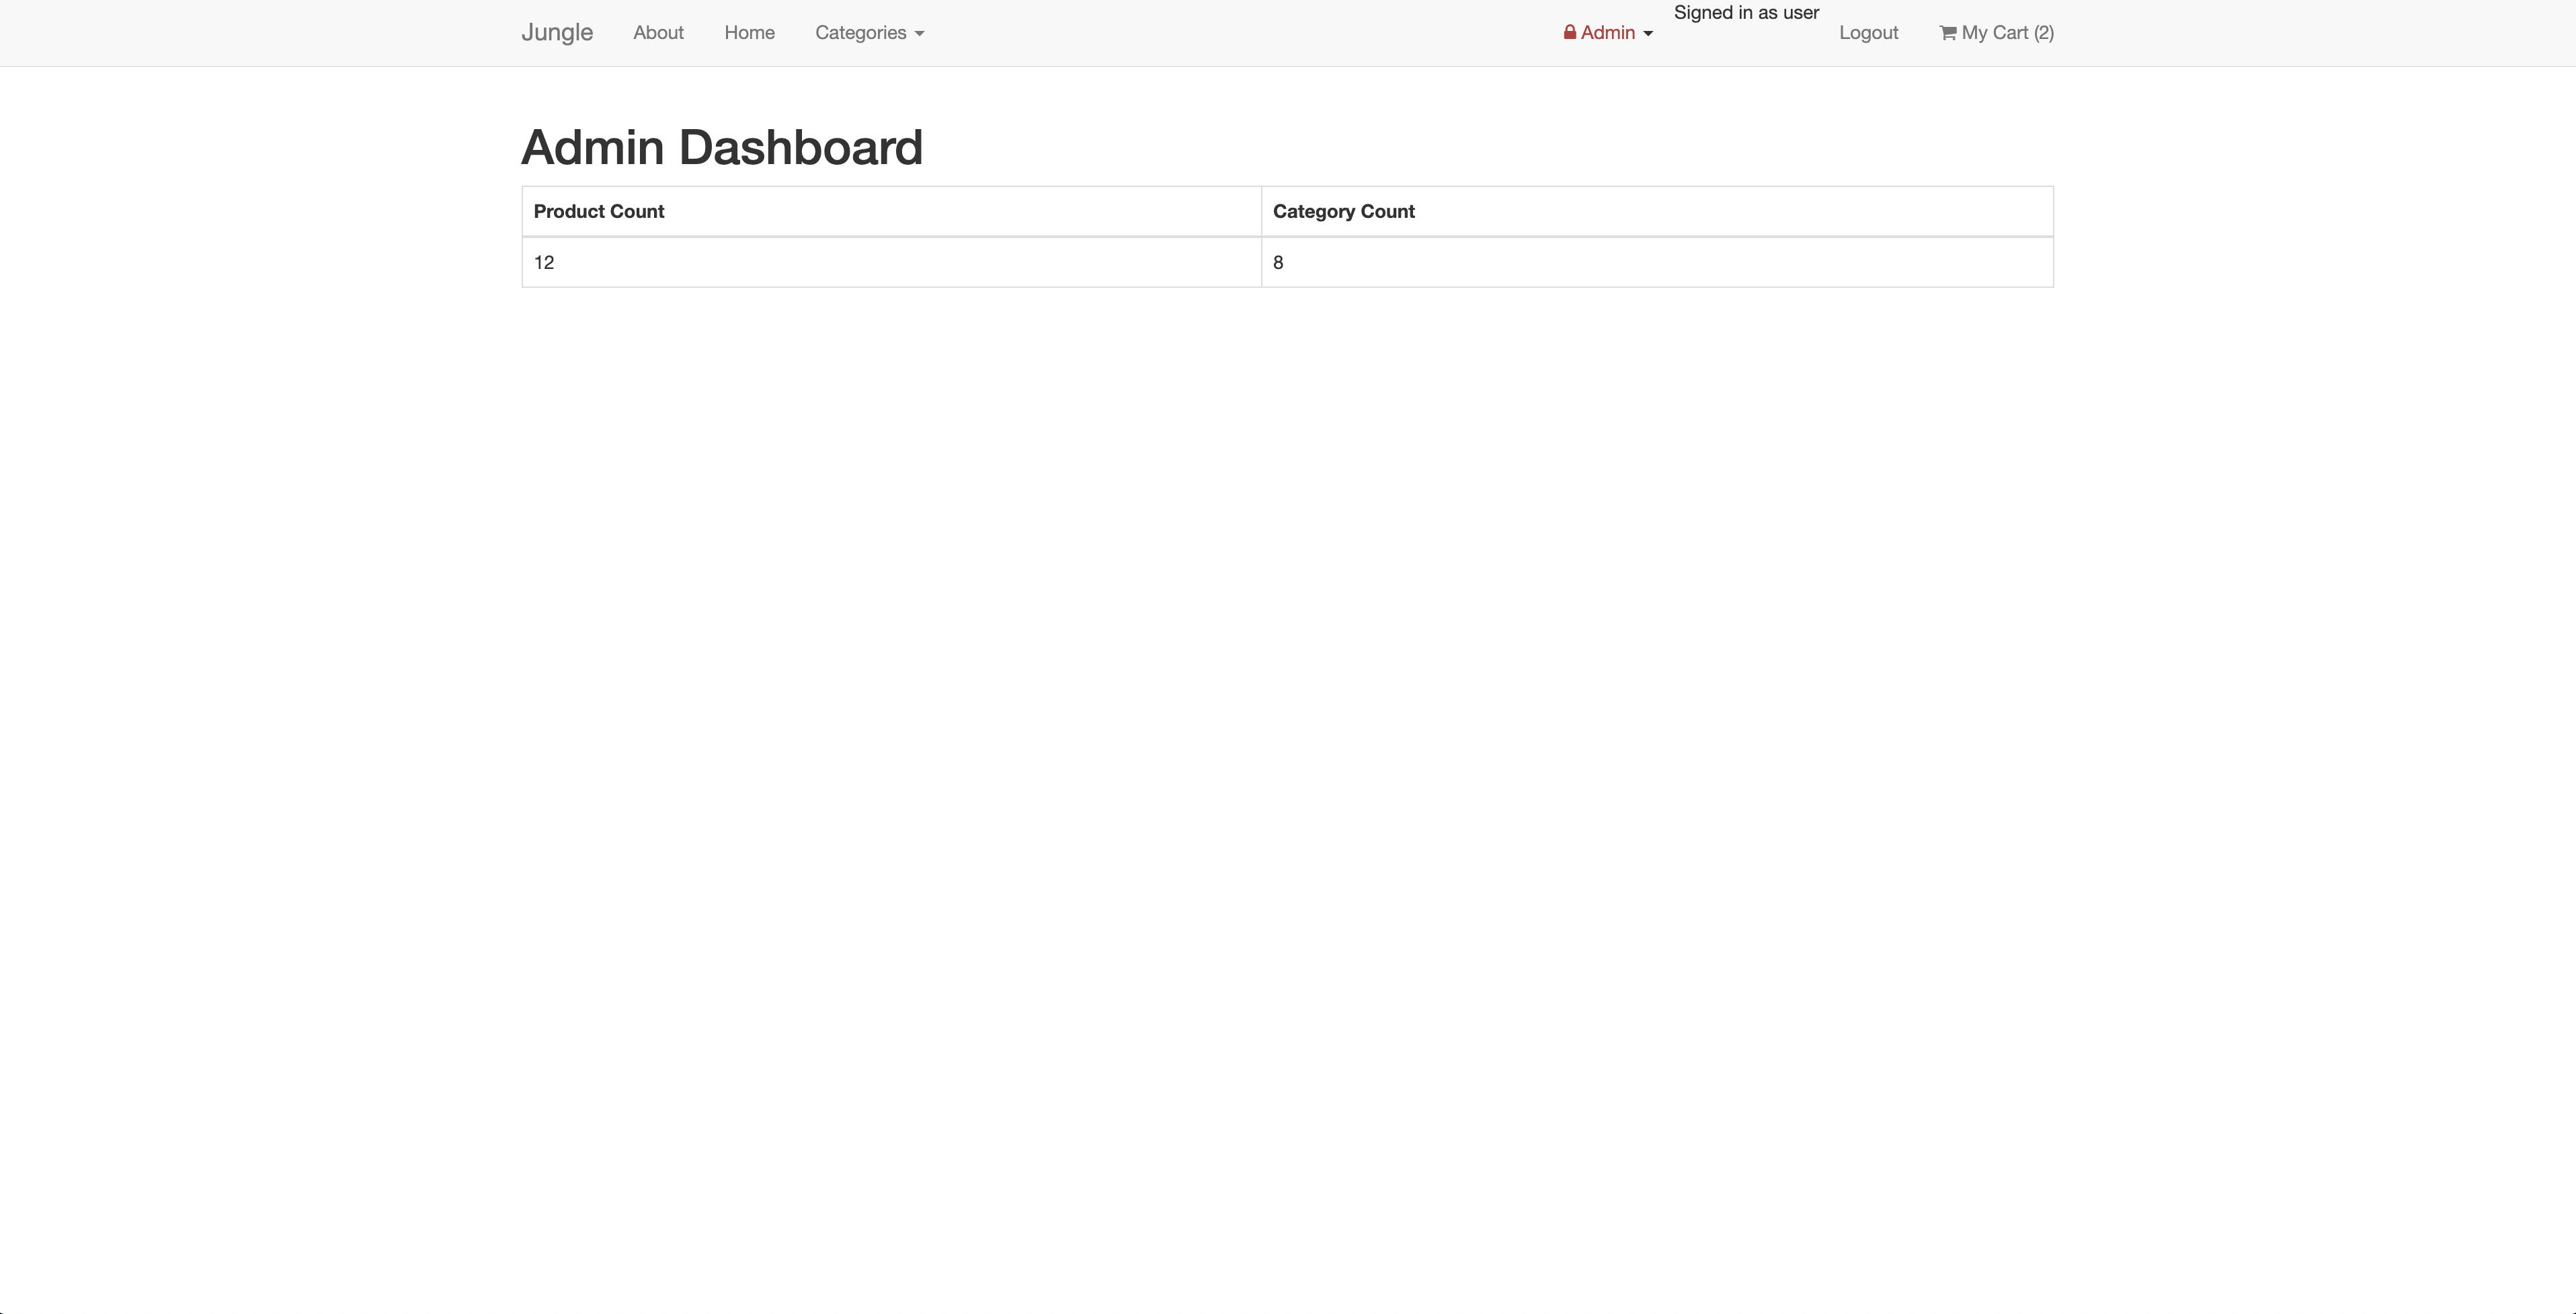 Jungle About Home Categories Admin Signed in as user Logout My Cart (2)
Admin Dashboard
Product Count Category Count
12 8